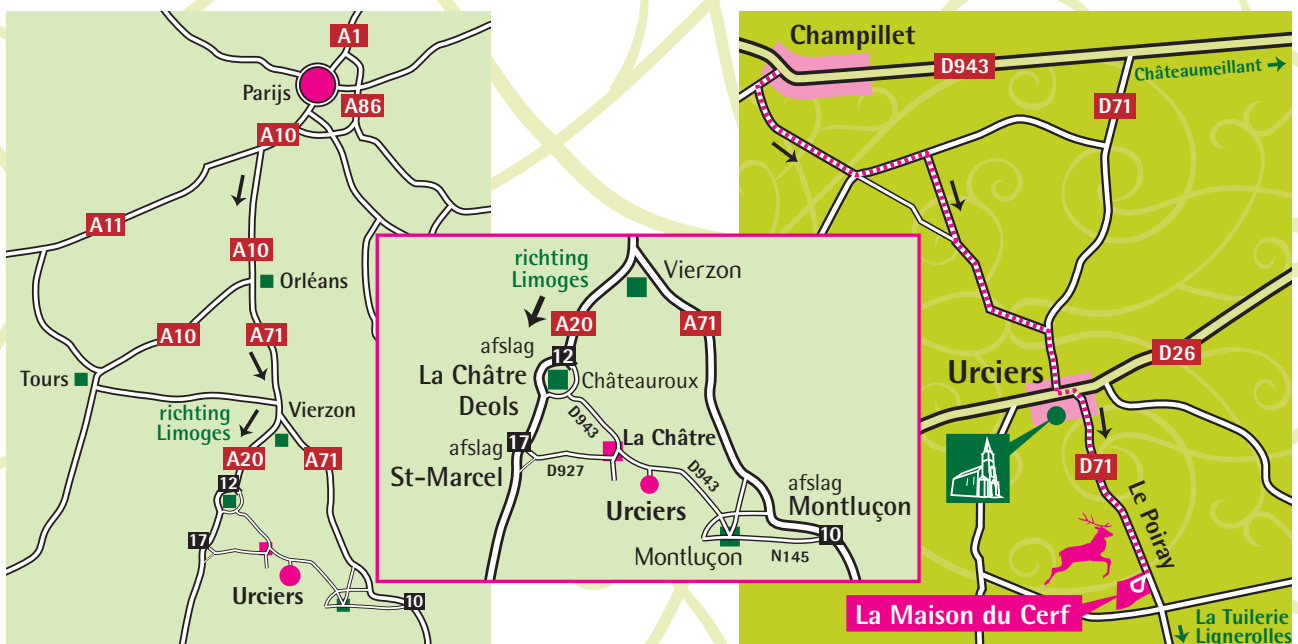 A1
Parijs
A86
A10
A11
A10
Orléans
A10
A71
Tours
richting
Limoges
Vierzon
A20
A71
12
17
Urciers
10
richting
Limoges
Vierzon
A20
A71
afslag
12
La Châtre
Deols
Châteauroux
D943
17
La Châtre
afslag
St-Marcel
D927
D943
Urciers
afslag
Montluçon
10
Montluçon
N145
Champillet
D943
Châteaumeillant
D71
D26
Urciers
D71
Le Poiray
La Maison du Cerf
La Tuilerie
Lignerolles